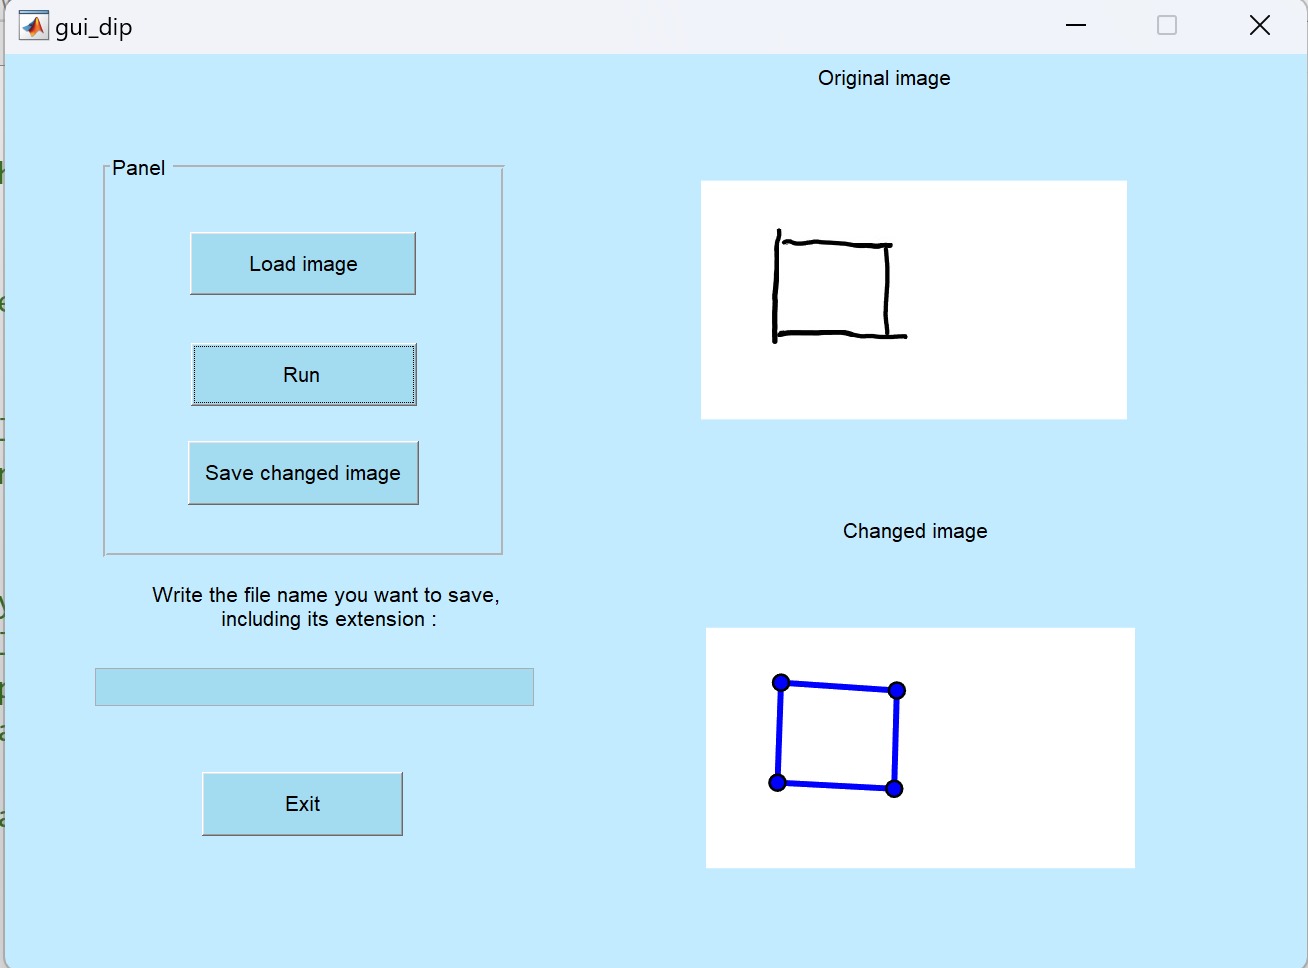 gui_dip
Original image
Panel
Load image
Run
Save changed image
Changed image
Write the file name you want to save,
including its extension :
Exit